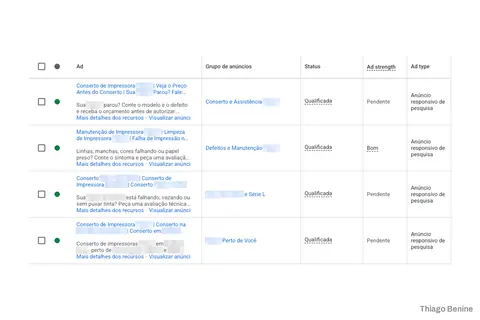 Ad Grupo de anúncios Status Ad strength Ad type
Conserto de Impressora | Veja o Preço
Antes do Conserto | Sua Parou? Fale...
Sua parou? Conte o modelo e o defeito
e receba o orçamento antes de autorizar...
Mais detalhes dos recursos · Visualizar anúnci
Conserto e Assistência
Qualificada
Pendente
Anúncio
responsivo de
pesquisa
Manutenção de Impressora | Limpeza
de Impressora | Falha de Impressão n...
Linhas, manchas, cores falhando ou papel
preso? Conte o sintoma e peça uma avaliaçã...
Mais detalhes dos recursos · Visualizar anúnci
Defeitos e Manutenção
Qualificada
Bom
Anúncio
responsivo de
pesquisa
Conserto | Conserto de
Impressora | Conserto
Sua está falhando, vazando ou
sem puxar tinta? Peça uma avaliação técnica...
Mais detalhes dos recursos · Visualizar anúnci
e Série L
Qualificada
Pendente
Anúncio
responsivo de
pesquisa
Conserto de Impressora | Conserto na
| Conserto em
Conserto de impressoras em
, perto de e
Mais detalhes dos recursos · Visualizar anúnci
Perto de Você
Qualificada
Pendente
Anúncio
responsivo de
pesquisa
Thiago Benine